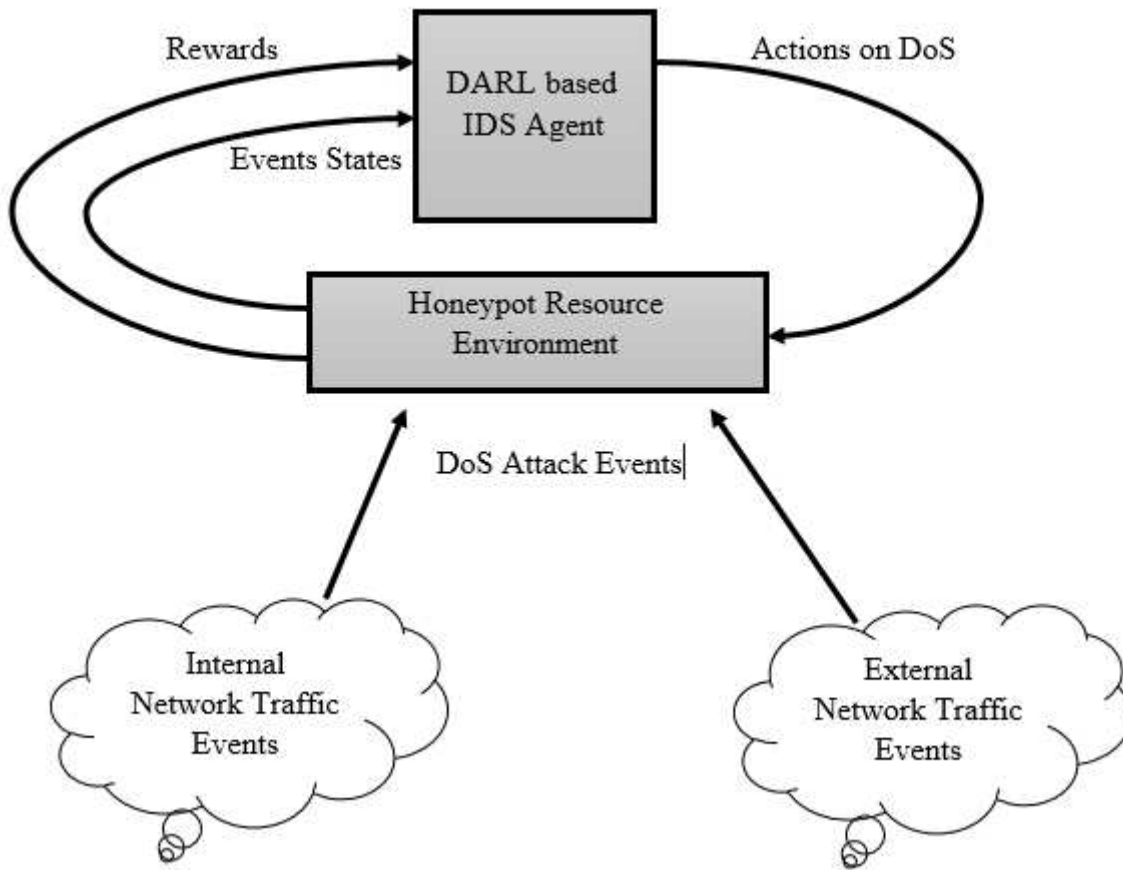 Rewards
Actions on DoS
DARL based
IDS Agent
Events States
Honeypot Resource
Environment
DoS Attack Events
Internal
Network Traffic
Events
External
Network Traffic
Events